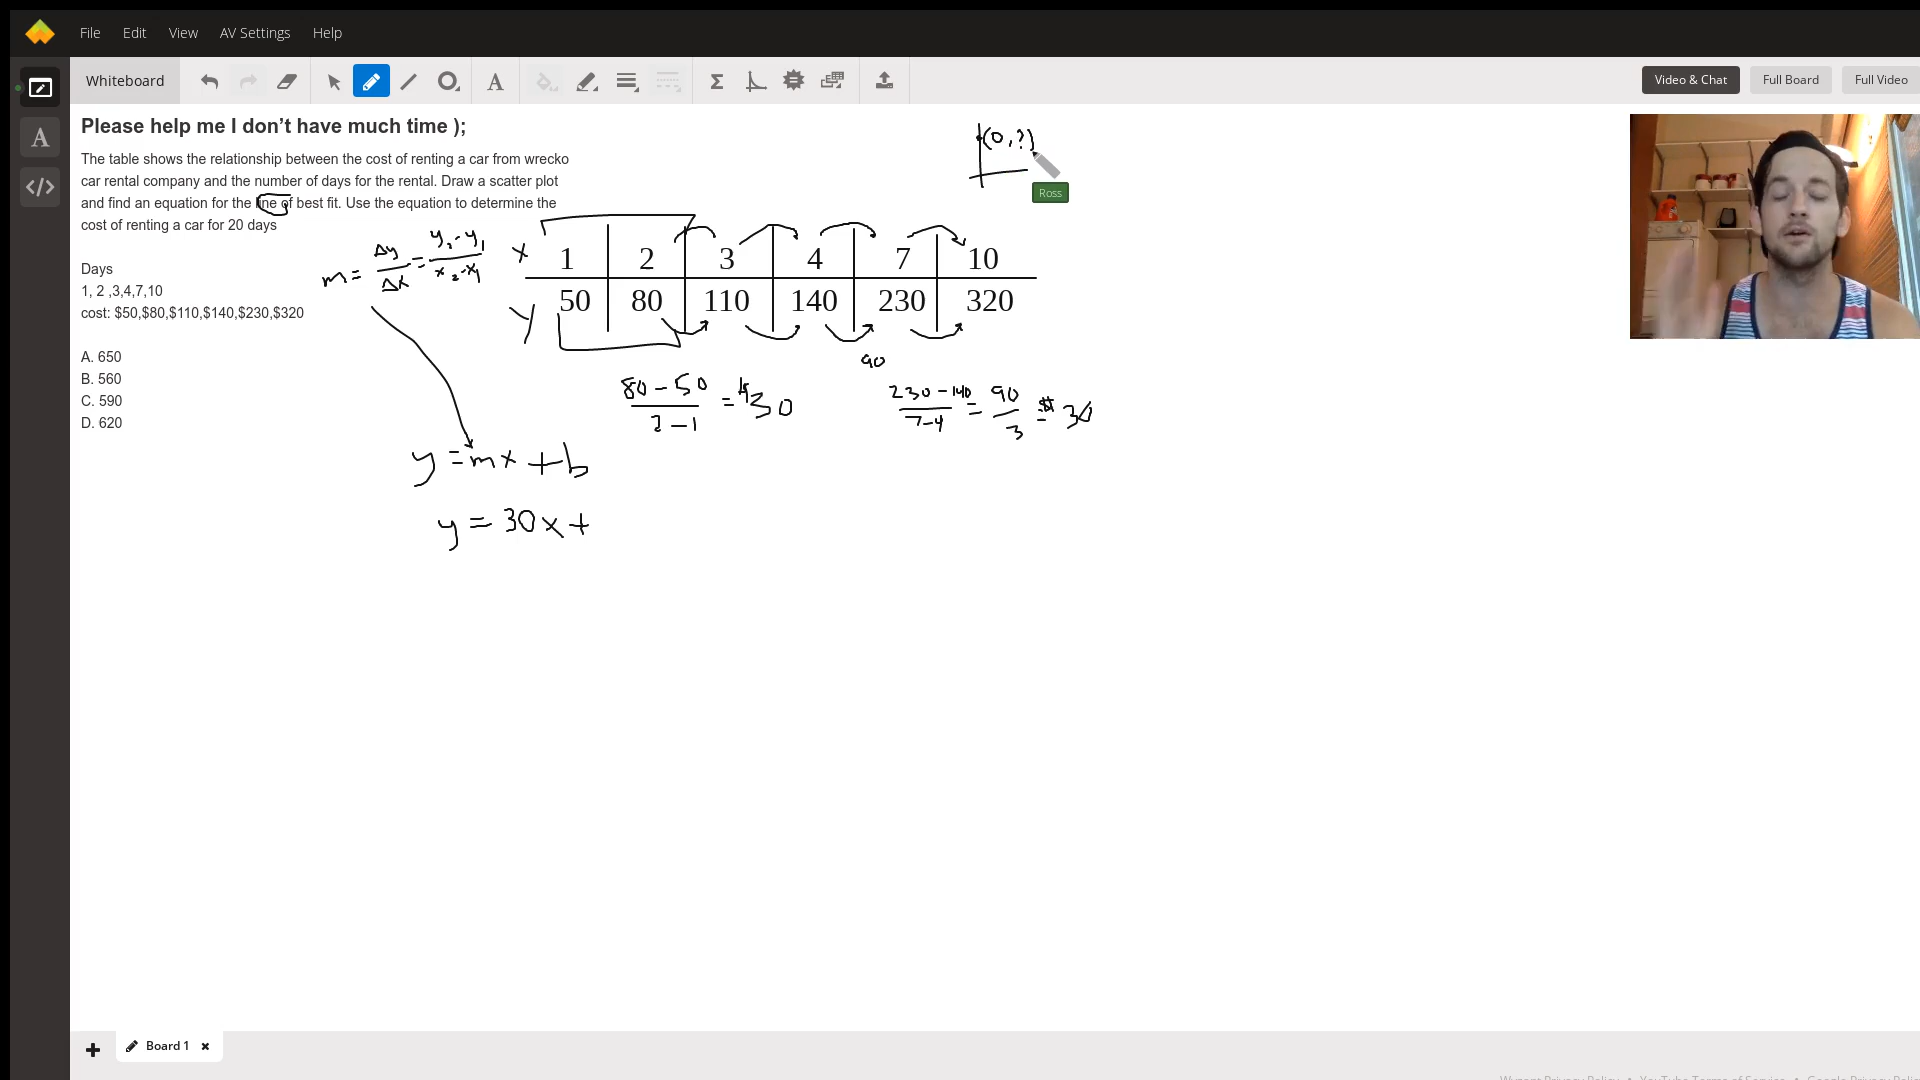 File Edit View AV Settings Help
Whiteboard A Σ Video & Chat Full Board Full Video
A
</>
Please help me I don’t have much time );
The table shows the relationship between the cost of renting a car from wrecko
car rental company and the number of days for the rental. Draw a scatter plot
and find an equation for the line of best fit. Use the equation to determine the
cost of renting a car for 20 days
(0,?)
Ross
Days
1, 2 ,3,4,7,10
cost: $50,$80,$110,$140,$230,$320
A. 650
B. 560
C. 590
D. 620
m = Δy/Δx = y₂-y₁/x₂-x₁
x 1 2 3 4 7 10
y 50 80 110 140 230 320
90
80-50/2-1 = $30
230-140/7-4 = 90/3 = $30
y = mx + b
y = 30x +
Board 1 ×